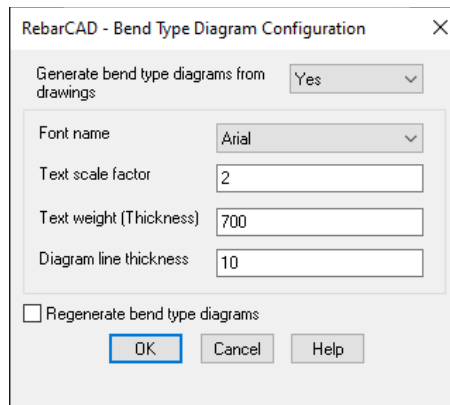 RebarCAD - Bend Type Diagram Configuration
Generate bend type diagrams from
drawings
Yes
Font name
Arial
Text scale factor
2
Text weight (Thickness)
700
Diagram line thickness
10
Regenerate bend type diagrams
OK Cancel Help